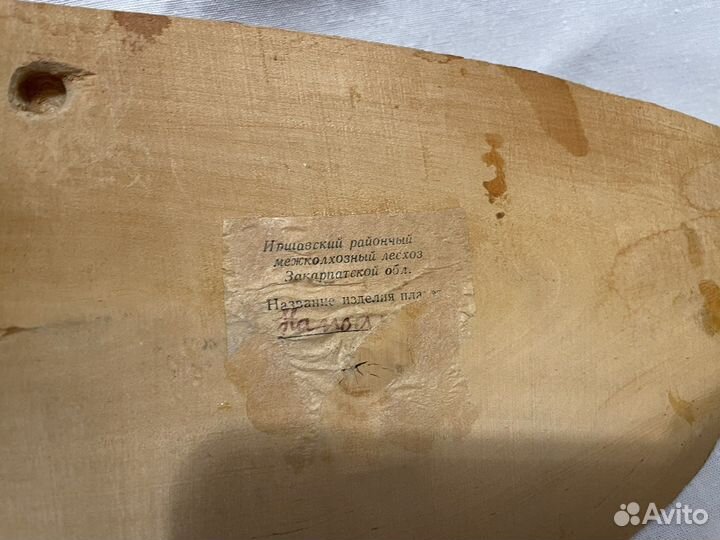 Иршавский районный
межколхозный лесхоз
Закарпатской обл.
Название изделия
Avito